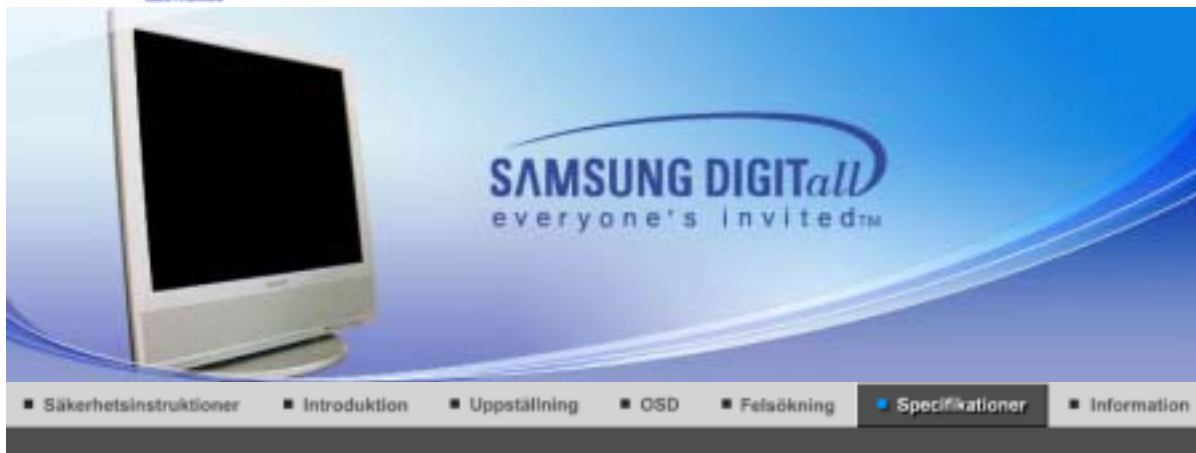 SAMSUNG DIGITall
everyone's invited™
Säkerhetsinstruktioner Introduktion Uppställning OSD Felsökning Specifikationer Information